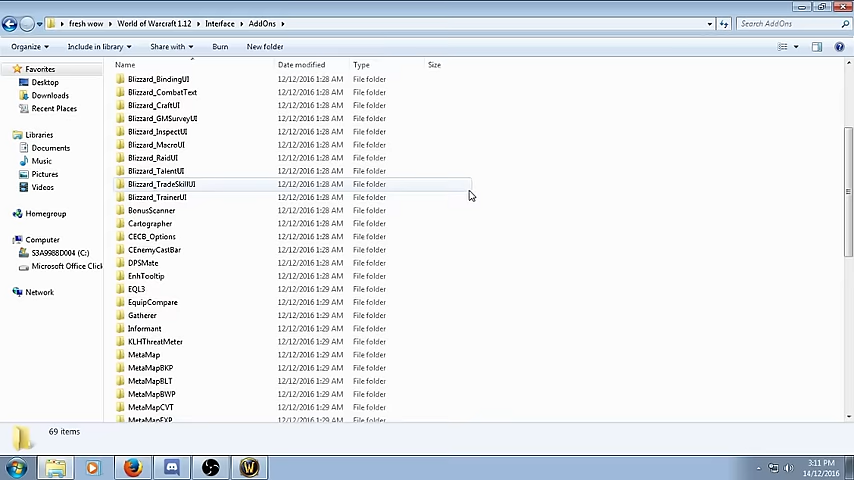 fresh wow ▸ World of Warcraft 1.12 ▸ Interface ▸ AddOns ▸
Search AddOns
Organize Include in library Share with Burn New folder
Favorites
Desktop
Downloads
Recent Places
Libraries
Documents
Music
Pictures
Videos
Homegroup
Computer
S3A9988D004 (C:)
Microsoft Office Click
Network
Name Date modified Type Size
Blizzard_BindingUI 12/12/2016 1:28 AM File folder
Blizzard_CombatText 12/12/2016 1:28 AM File folder
Blizzard_CraftUI 12/12/2016 1:28 AM File folder
Blizzard_GMSurveyUI 12/12/2016 1:28 AM File folder
Blizzard_InspectUI 12/12/2016 1:28 AM File folder
Blizzard_MacroUI 12/12/2016 1:28 AM File folder
Blizzard_RaidUI 12/12/2016 1:28 AM File folder
Blizzard_TalentUI 12/12/2016 1:28 AM File folder
Blizzard_TradeSkillUI 12/12/2016 1:28 AM File folder
Blizzard_TrainerUI 12/12/2016 1:28 AM File folder
BonusScanner 12/12/2016 1:28 AM File folder
Cartographer 12/12/2016 1:28 AM File folder
CECB_Options 12/12/2016 1:28 AM File folder
CEnemyCastBar 12/12/2016 1:28 AM File folder
DPSMate 12/12/2016 1:28 AM File folder
EnhTooltip 12/12/2016 1:28 AM File folder
EQL3 12/12/2016 1:29 AM File folder
EquipCompare 12/12/2016 1:29 AM File folder
Gatherer 12/12/2016 1:29 AM File folder
Informant 12/12/2016 1:29 AM File folder
KLHThreatMeter 12/12/2016 1:29 AM File folder
MetaMap 12/12/2016 1:29 AM File folder
MetaMapBKP 12/12/2016 1:29 AM File folder
MetaMapBLT 12/12/2016 1:29 AM File folder
MetaMapBWP 12/12/2016 1:29 AM File folder
MetaMapCVT 12/12/2016 1:29 AM File folder
MetaMapEXP 12/12/2016 1:29 AM File folder
69 items
3:11 PM
14/12/2016